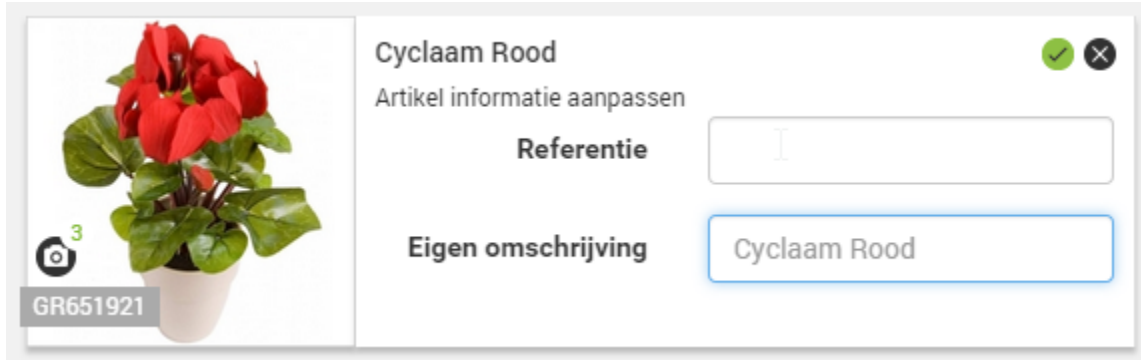 Cyclaam Rood
Artikel informatie aanpassen
Referentie
Eigen omschrijving
Cyclaam Rood
3
GR651921